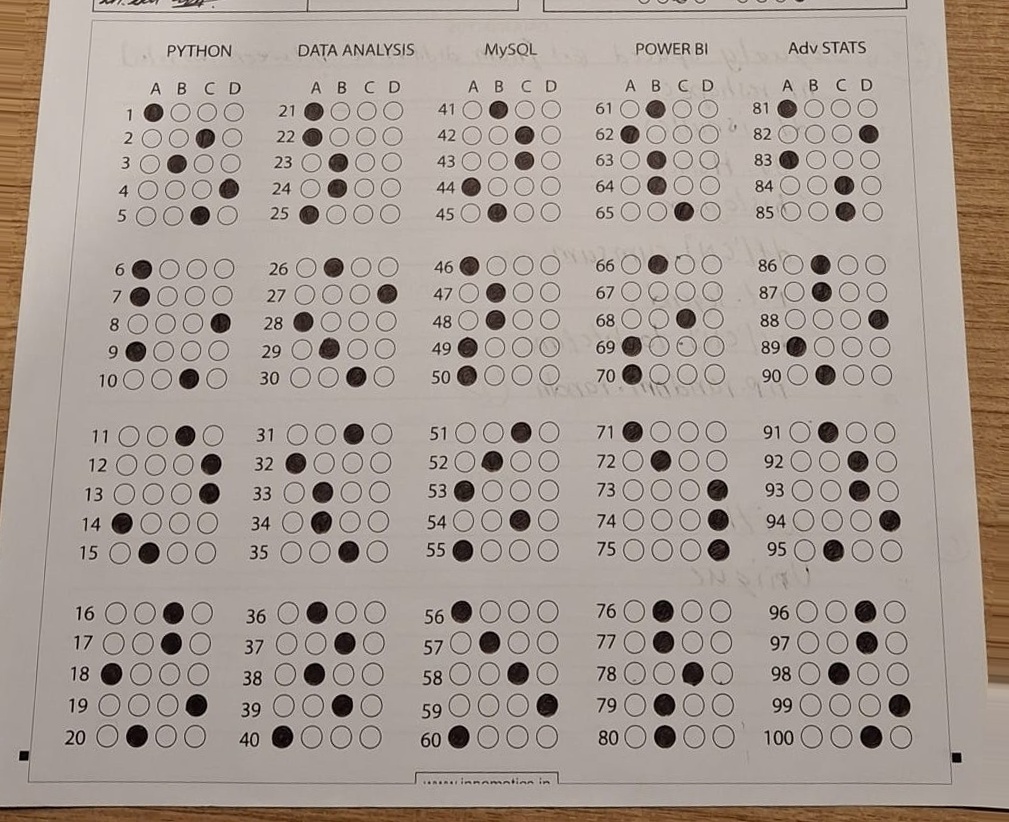 PYTHON DATA ANALYSIS MySQL POWER BI Adv STATS
A B C D A B C D A B C D A B C D A B C D
1 21 41 61 81
2 22 42 62 82
3 23 43 63 83
4 24 44 64 84
5 25 45 65 85
6 26 46 66 86
7 27 47 67 87
8 28 48 68 88
9 29 49 69 89
10 30 50 70 90
11 31 51 71 91
12 32 52 72 92
13 33 53 73 93
14 34 54 74 94
15 35 55 75 95
16 36 56 76 96
17 37 57 77 97
18 38 58 78 98
19 39 59 79 99
20 40 60 80 100